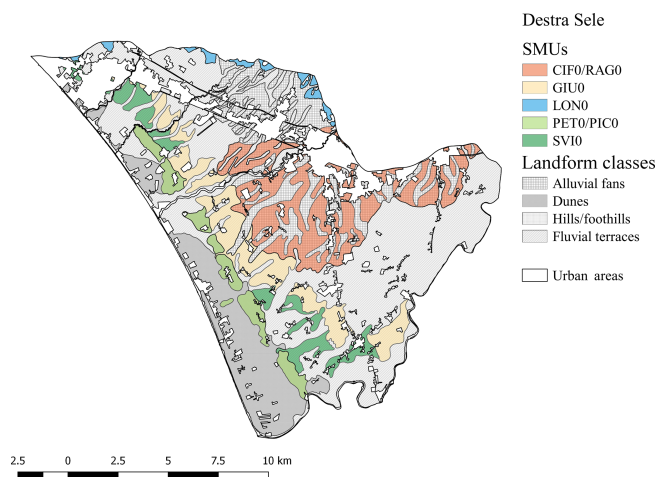 Destra Sele
SMUs
CIF0/RAG0
GIU0
LON0
PET0/PIC0
SVI0
Landform classes
Alluvial fans
Dunes
Hills/foothills
Fluvial terraces
Urban areas
2.5 0 2.5 5 7.5 10 km